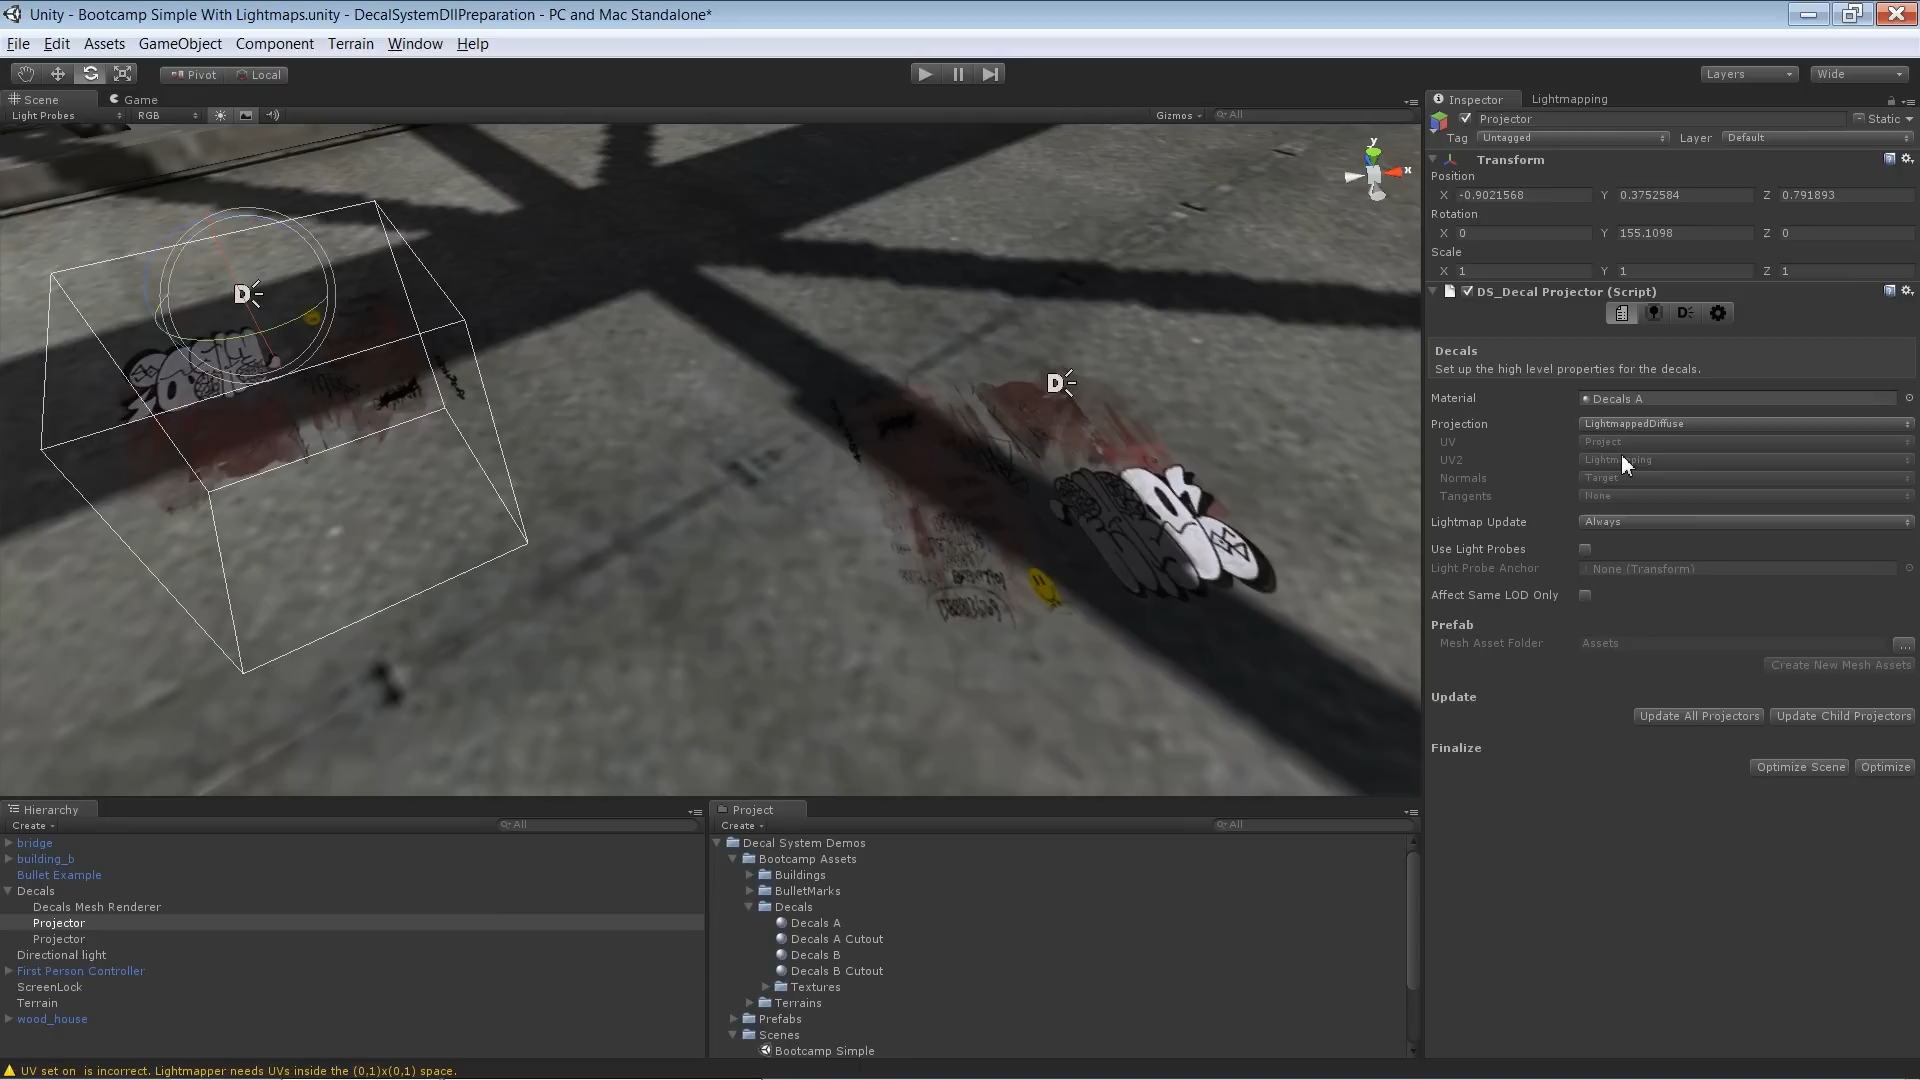 Unity - Bootcamp Simple With Lightmaps.unity - DecalSystemDllPreparation - PC and Mac Standalone*
File Edit Assets GameObject Component Terrain Window Help
Pivot Local Layers Wide
Scene Game
Light Probes RGB Gizmos All
Inspector Lightmapping
Projector Static
Tag Untagged Layer Default
Transform
Position
X -0.9021568 Y 0.3752584 Z 0.791893
Rotation
X 0 Y 155.1098 Z 0
Scale
X 1 Y 1 Z 1
DS_Decal Projector (Script)
Decals
Set up the high level properties for the decals.
Material Decals A
Projection LightmappedDiffuse
UV Project
UV2 Lightmapping
Normals Target
Tangents None
Lightmap Update Always
Use Light Probes
Light Probe Anchor None (Transform)
Affect Same LOD Only
Prefab
Mesh Asset Folder Assets ...
Create New Mesh Assets
Update
Update All Projectors Update Child Projectors
Finalize
Optimize Scene Optimize
y
x
D
D
Hierarchy
Create All
bridge
building_b
Bullet Example
Decals
Decals Mesh Renderer
Projector
Projector
Directional light
First Person Controller
ScreenLock
Terrain
wood_house
Project
Create All
Decal System Demos
Bootcamp Assets
Buildings
BulletMarks
Decals
Decals A
Decals A Cutout
Decals B
Decals B Cutout
Textures
Terrains
Prefabs
Scenes
Bootcamp Simple
UV set on  is incorrect. Lightmapper needs UVs inside the (0,1)x(0,1) space.